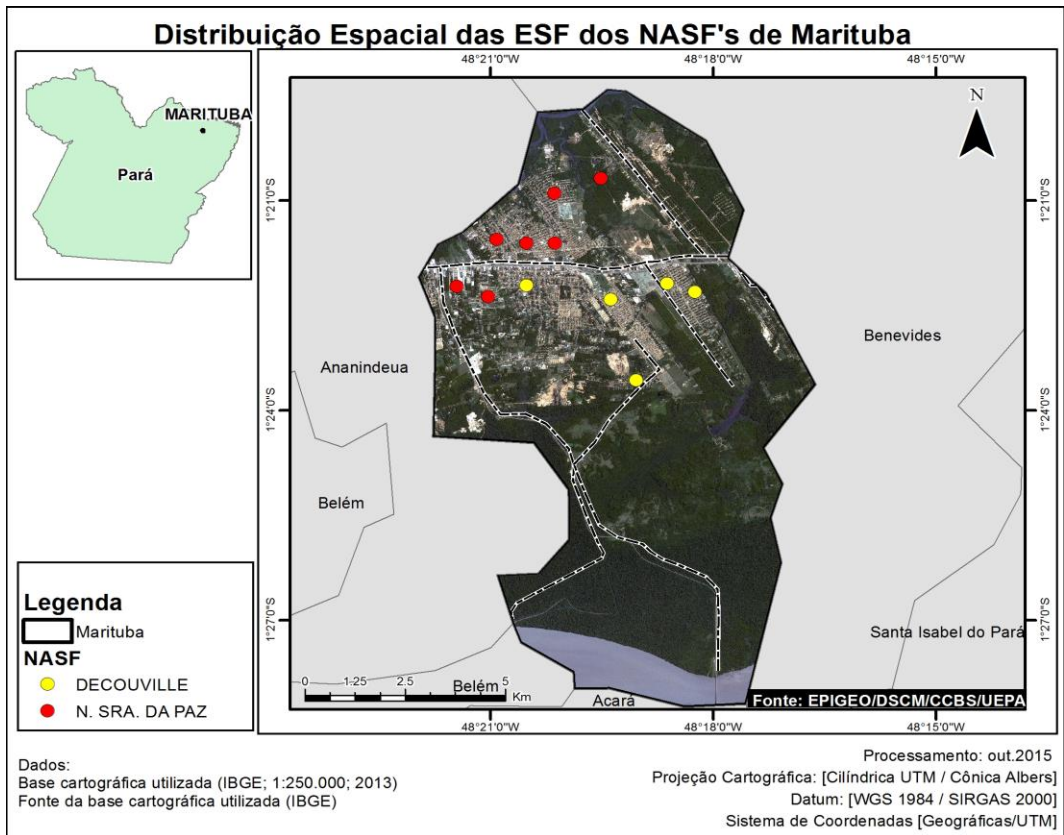 Distribuição Espacial das ESF dos NASF's de Marituba
MARITUBA
Pará
48°21'0"W
48°18'0"W
48°15'0"W
N
1°21'0"S
1°21'0"S
Benevides
Ananindeua
1°24'0"S
1°24'0"S
Belém
1°27'0"S
1°27'0"S
Santa Isabel do Pará
Belém
Acará
0 1.25 2.5 5
Km
Fonte: EPIGEO/DSCM/CCBS/UEPA
48°21'0"W
48°18'0"W
48°15'0"W
Legenda
Marituba
NASF
DECOUVILLE
N. SRA. DA PAZ
Dados:
Base cartográfica utilizada (IBGE; 1:250.000; 2013)
Fonte da base cartográfica utilizada (IBGE)
Processamento: out.2015
Projeção Cartográfica: [Cilíndrica UTM / Cônica Albers]
Datum: [WGS 1984 / SIRGAS 2000]
Sistema de Coordenadas [Geográficas/UTM]